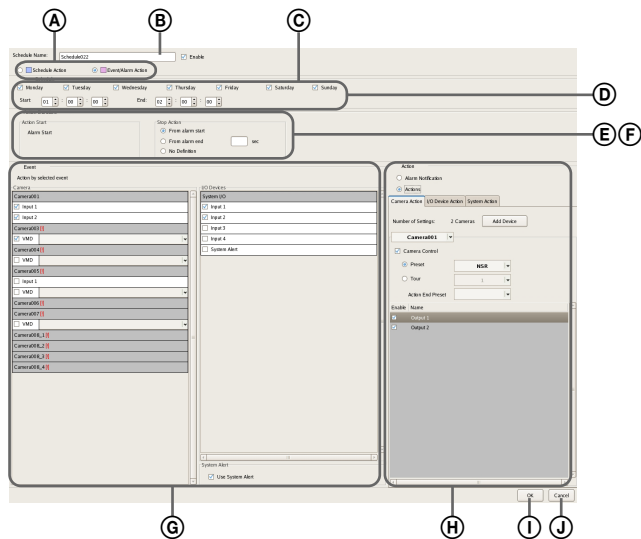 A
B
C
Schedule Name: Schedule022 Enable
Schedule Action Event/Alarm Action
Monday Tuesday Wednesday Thursday Friday Saturday Sunday
Start 01 : 00 : 00 End: 02 : 00 : 00
D
Action Start
Alarm Start
Stop Action
From alarm start
From alarm end sec
No Definition
E F
Event
Action by selected event
Camera
Camera001
Input 1
Input 2
Camera003 [!]
VMD
Camera004 [!]
VMD
Camera005 [!]
Input 1
VMD
Camera006 [!]
Camera007 [!]
VMD
Camera008_1 [!]
Camera008_2 [!]
Camera008_3 [!]
Camera008_4 [!]
I/O Devices
System I/O
Input 1
Input 2
Input 3
Input 4
System Alert
System Alert
Use System Alert
Action
Alarm Notification
Actions
Camera Action I/O Device Action System Action
Number of Settings: 2 Cameras Add Device
Camera001
Camera Control
Preset NSR
Tour 1
Action End Preset
Enable Name
Output 1
Output 2
OK Cancel
G
H
I
J